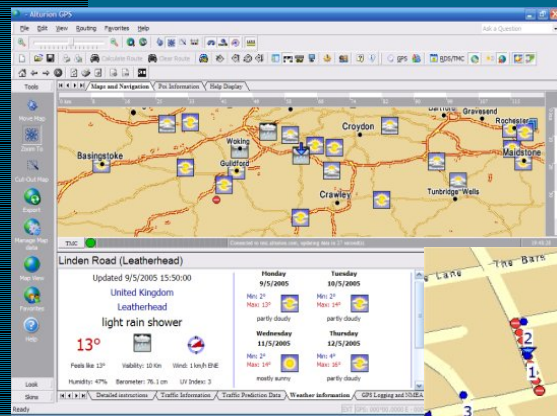 - Alturion GPS
File Edit View Routing Favorites Help
Ask a Question
Calculate Route Clear Route GPS RDS/TMC
Tools Maps and Navigation Poi Information Help Display
Move Map
Zoom To
Cut-Out Map
Export
Manage Map data
Map View
Favorites
Help
Look
Skins
Gravesend
Rochester
Croydon
Woking
Maidstone
Basingstoke
Guildford
Crawley
Tunbridge Wells
TMC
Linden Road (Leatherhead)
Updated 9/5/2005 15:50:00
United Kingdom
Leatherhead
light rain shower
13°
Feels like 13° Visibility: 10 Km Wind: 1 km/h ENE
Humidity: 47% Barometer: 76.1 cm UV Index: 3
Monday Tuesday
9/5/2005 10/5/2005
Min: 2° Min: 2°
Max: 13° Max: 14°
partly cloudy partly cloudy
Wednesday Thursday
11/5/2005 12/5/2005
Min: 2° Min: 4°
Max: 14° Max: 16°
mostly sunny partly cloudy
Detailed instructions Traffic Information Traffic Prediction Data Weather information GPS Logging and NMEA
Ready
Lane The Bars
2
1
3